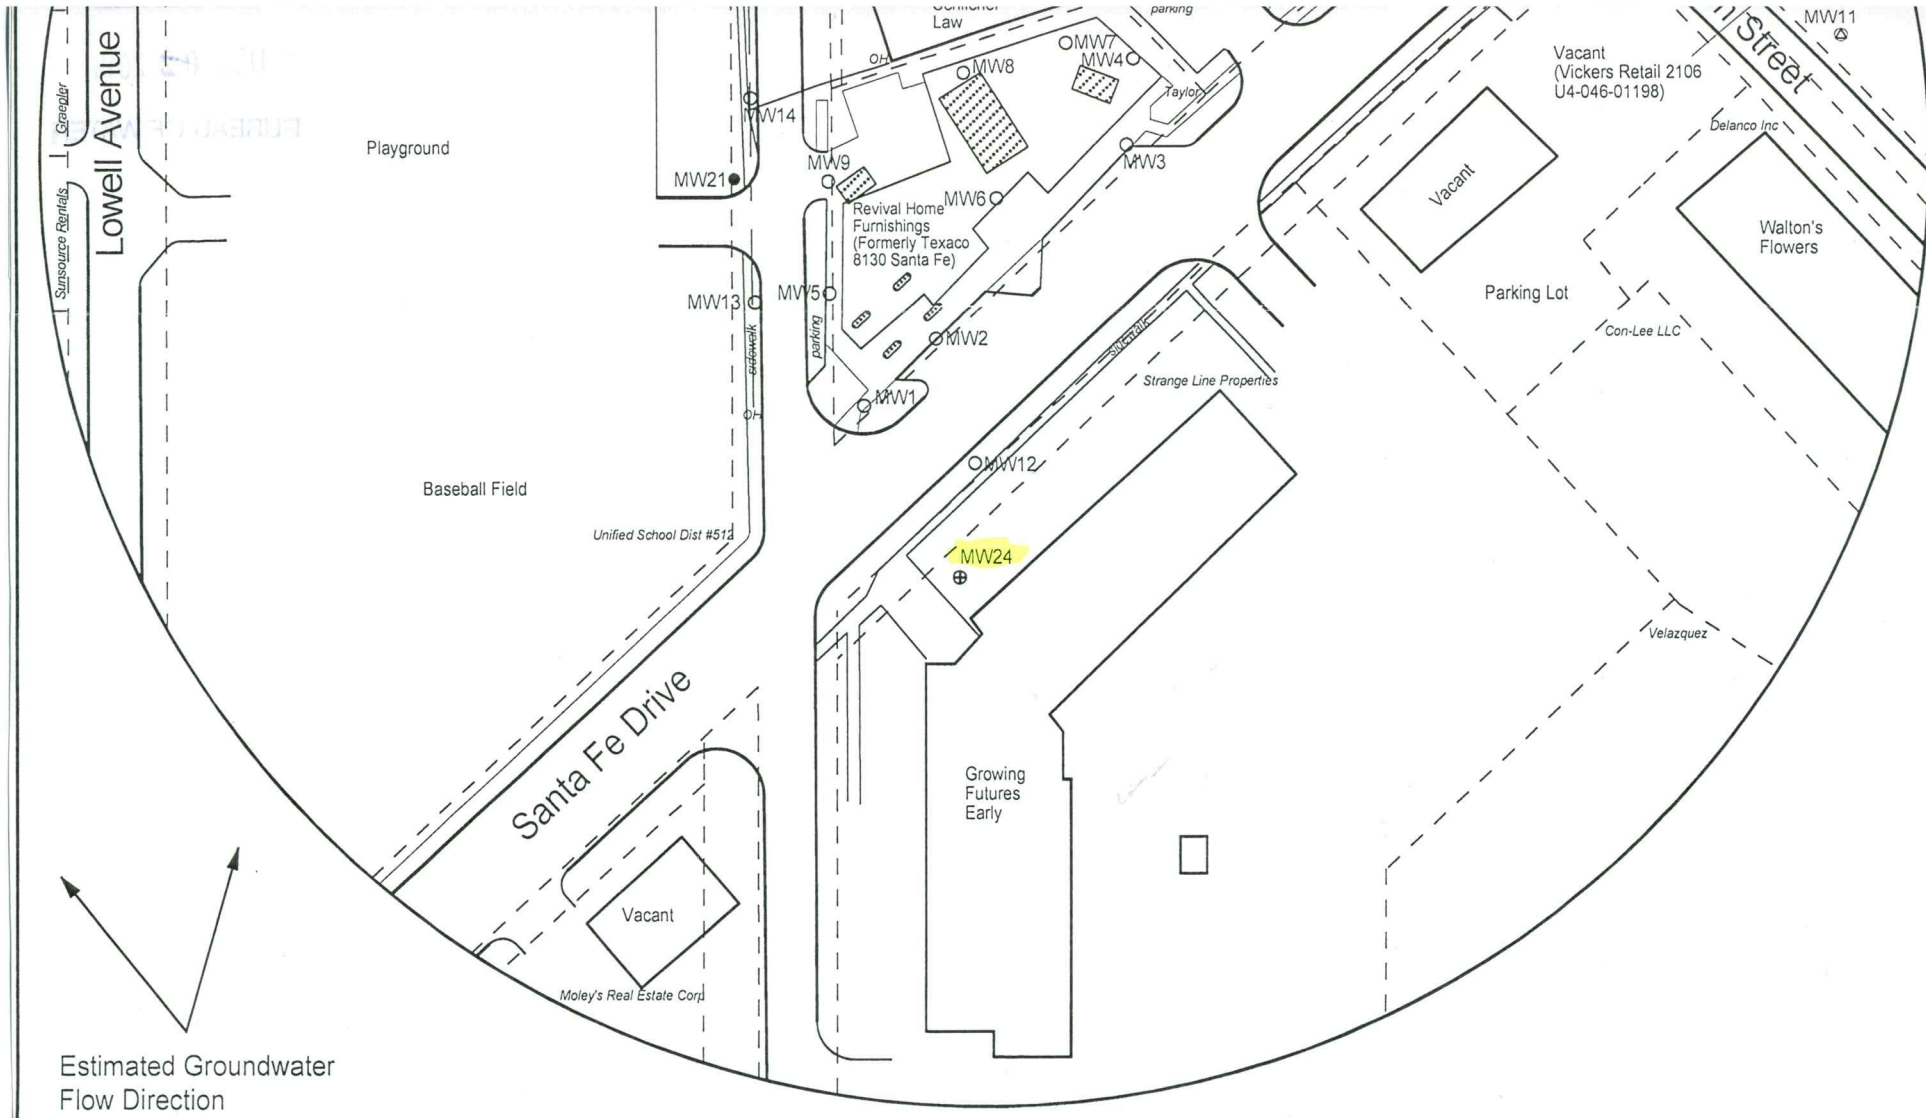 Law
parking
MW11
Street
OH
MW7
MW4
MW8
Vacant
(Vickers Retail 2106
U4-046-01198)
Graepler
Lowell Avenue
Taylor
MW14
Delanco Inc
Playground
MW3
MW9
MW21
Vacant
MW6
Revival Home
Furnishings
(Formerly Texaco
8130 Santa Fe)
Walton's
Flowers
Sunsource Rentals
MW13
MW5
Parking Lot
sidewalk
parking
MW2
sidewalk
Con-Lee LLC
Strange Line Properties
MW1
OH
MW12
Baseball Field
Unified School Dist #512
MW24
Velazquez
Santa Fe Drive
Growing
Futures
Early
Vacant
Moley's Real Estate Corp
Estimated Groundwater
Flow Direction